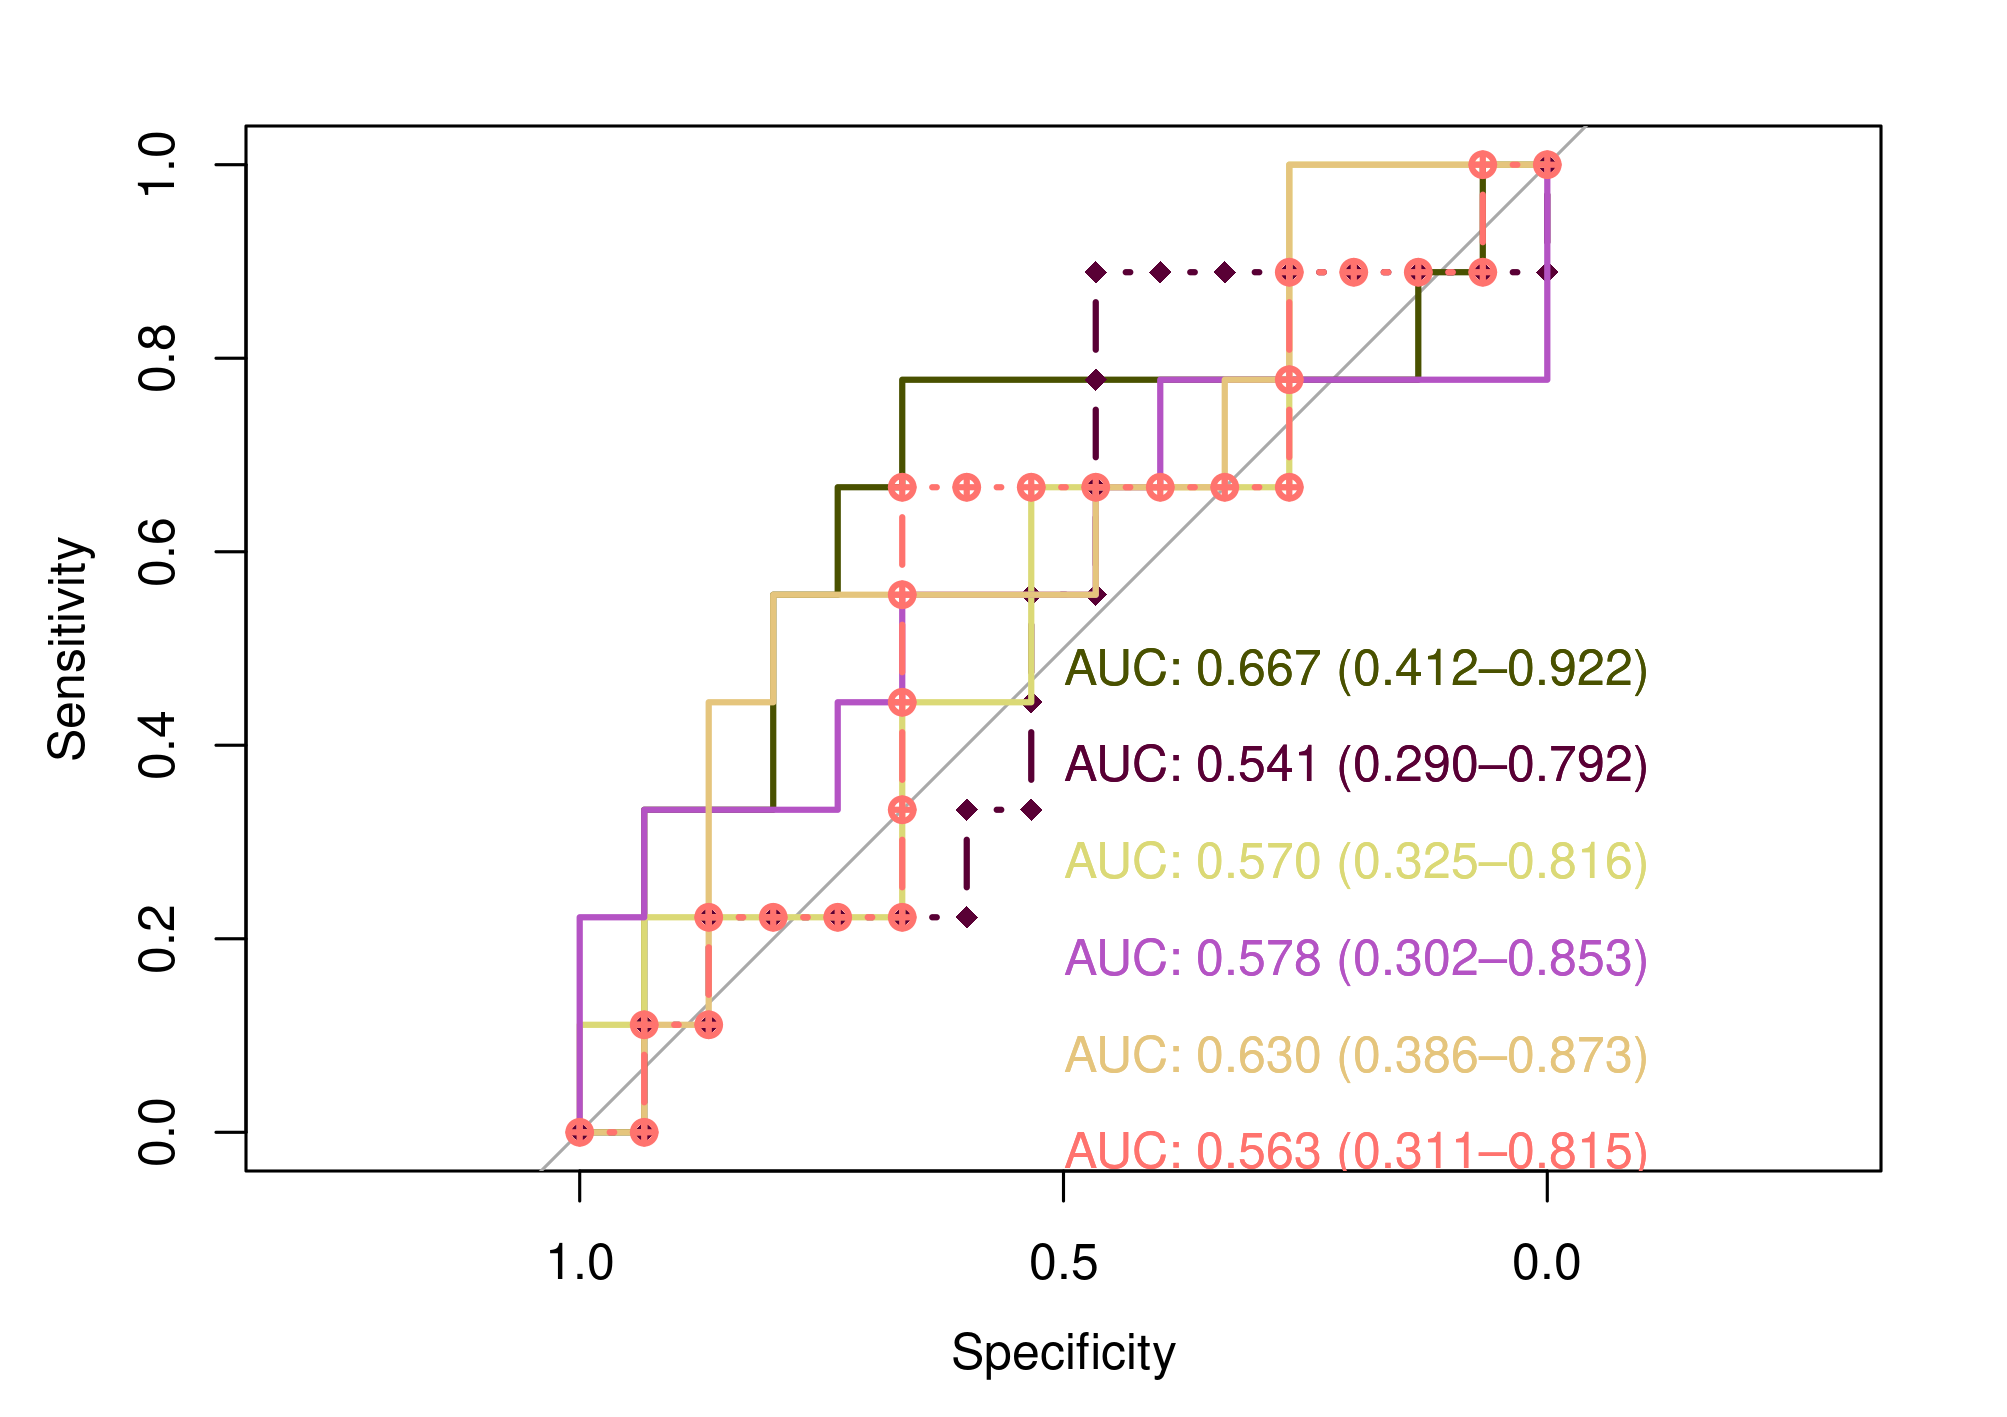 1.0
0.8
0.6
0.4
0.2
0.0
Sensitivity
AUC: 0.667 (0.412–0.922)
AUC: 0.541 (0.290–0.792)
AUC: 0.570 (0.325–0.816)
AUC: 0.578 (0.302–0.853)
AUC: 0.630 (0.386–0.873)
AUC: 0.563 (0.311–0.815)
1.0 0.5 0.0
Specificity